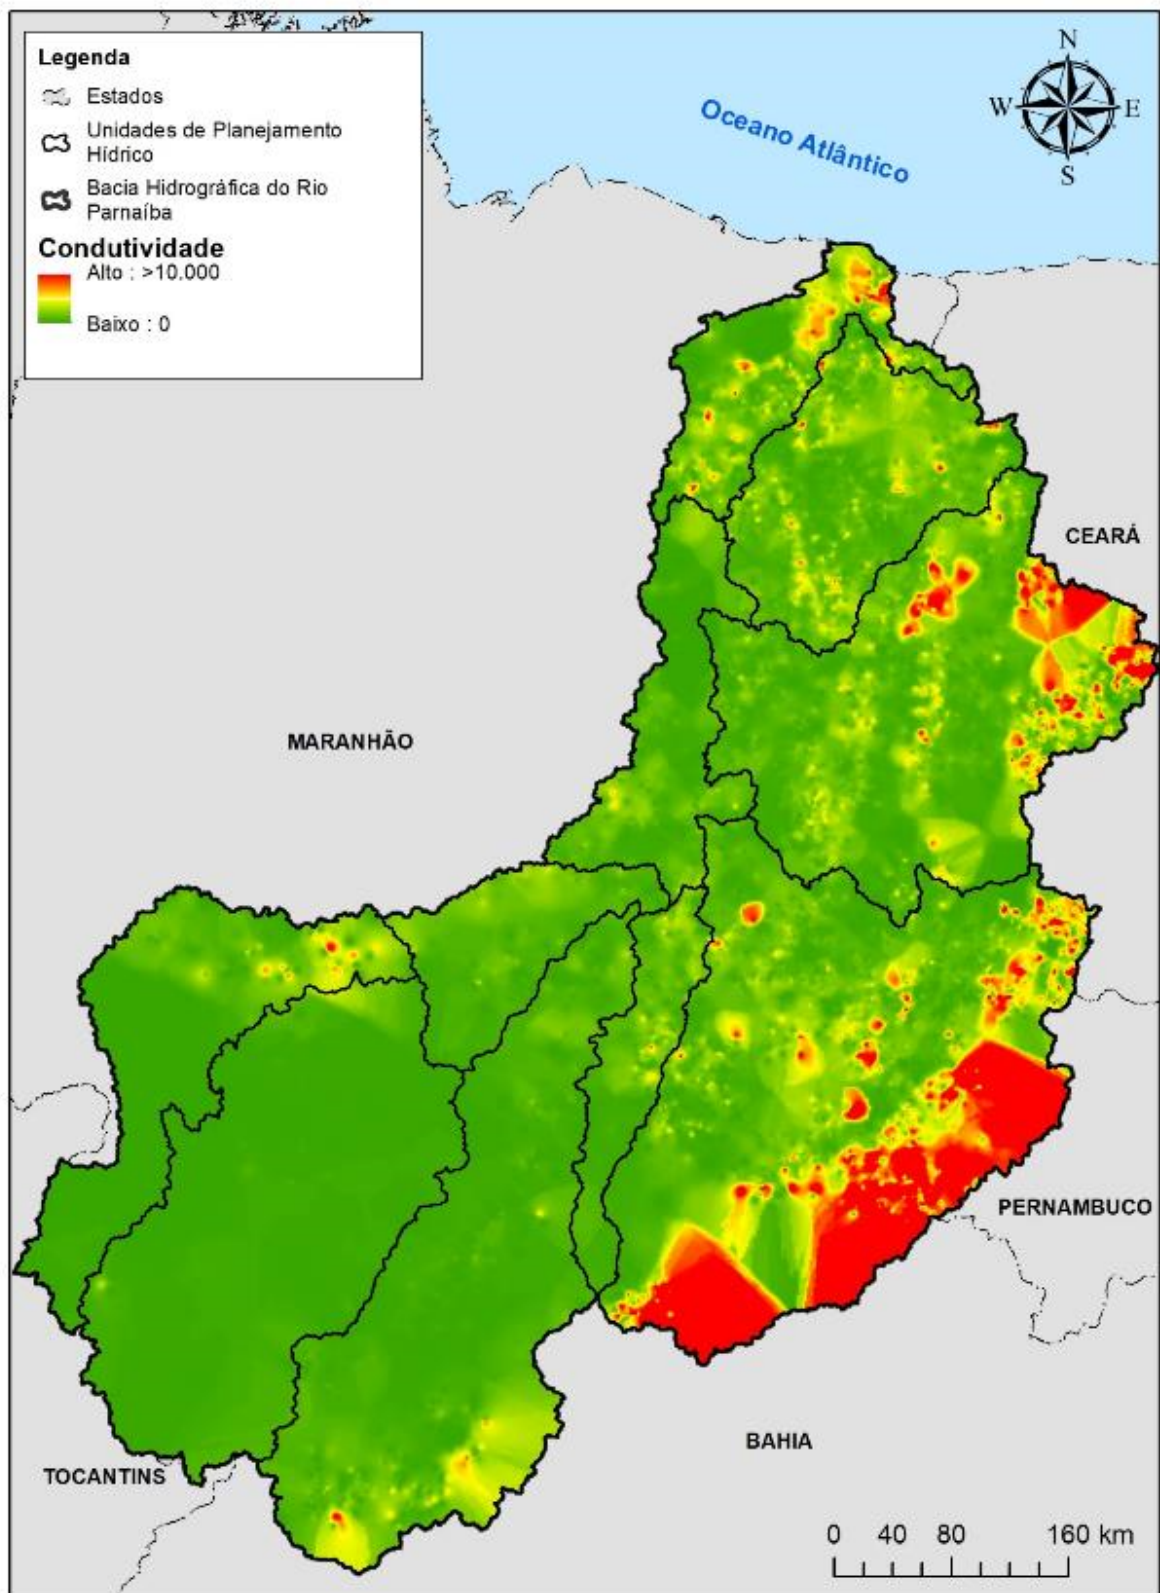 Legenda
Estados
Unidades de Planejamento
Hídrico
Bacia Hidrográfica do Rio
Parnaíba
Condutividade
Alto : >10.000
Baixo : 0
Oceano Atlântico
N
W
E
S
CEARÁ
MARANHÃO
PERNAMBUCO
BAHIA
TOCANTINS
0 40 80 160 km